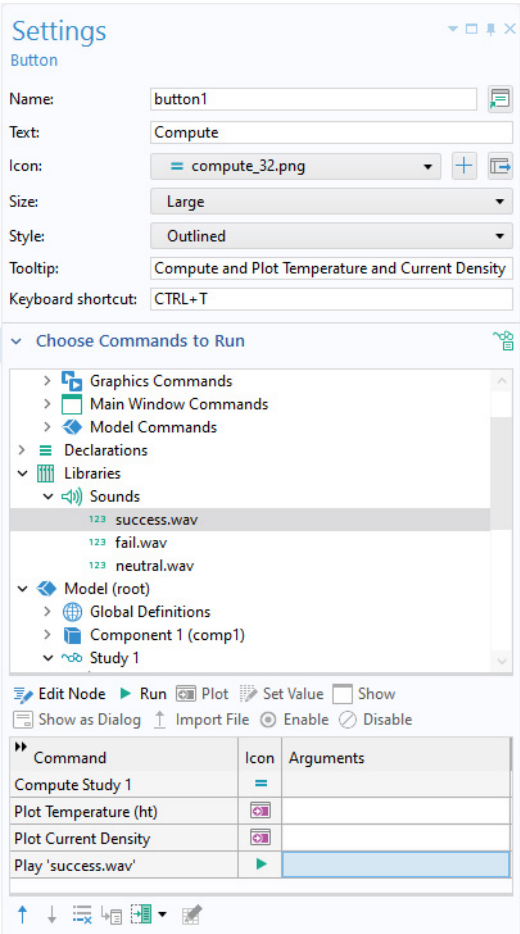 Settings
Button
Name: button1
Text: Compute
Icon: compute_32.png
Size: Large
Style: Outlined
Tooltip: Compute and Plot Temperature and Current Density
Keyboard shortcut: CTRL+T
Choose Commands to Run
Graphics Commands
Main Window Commands
Model Commands
Declarations
Libraries
Sounds
123 success.wav
123 fail.wav
123 neutral.wav
Model (root)
Global Definitions
Component 1 (comp1)
Study 1
Edit Node Run Plot Set Value Show
Show as Dialog Import File Enable Disable
Command Icon Arguments
Compute Study 1
Plot Temperature (ht)
Plot Current Density
Play 'success.wav'